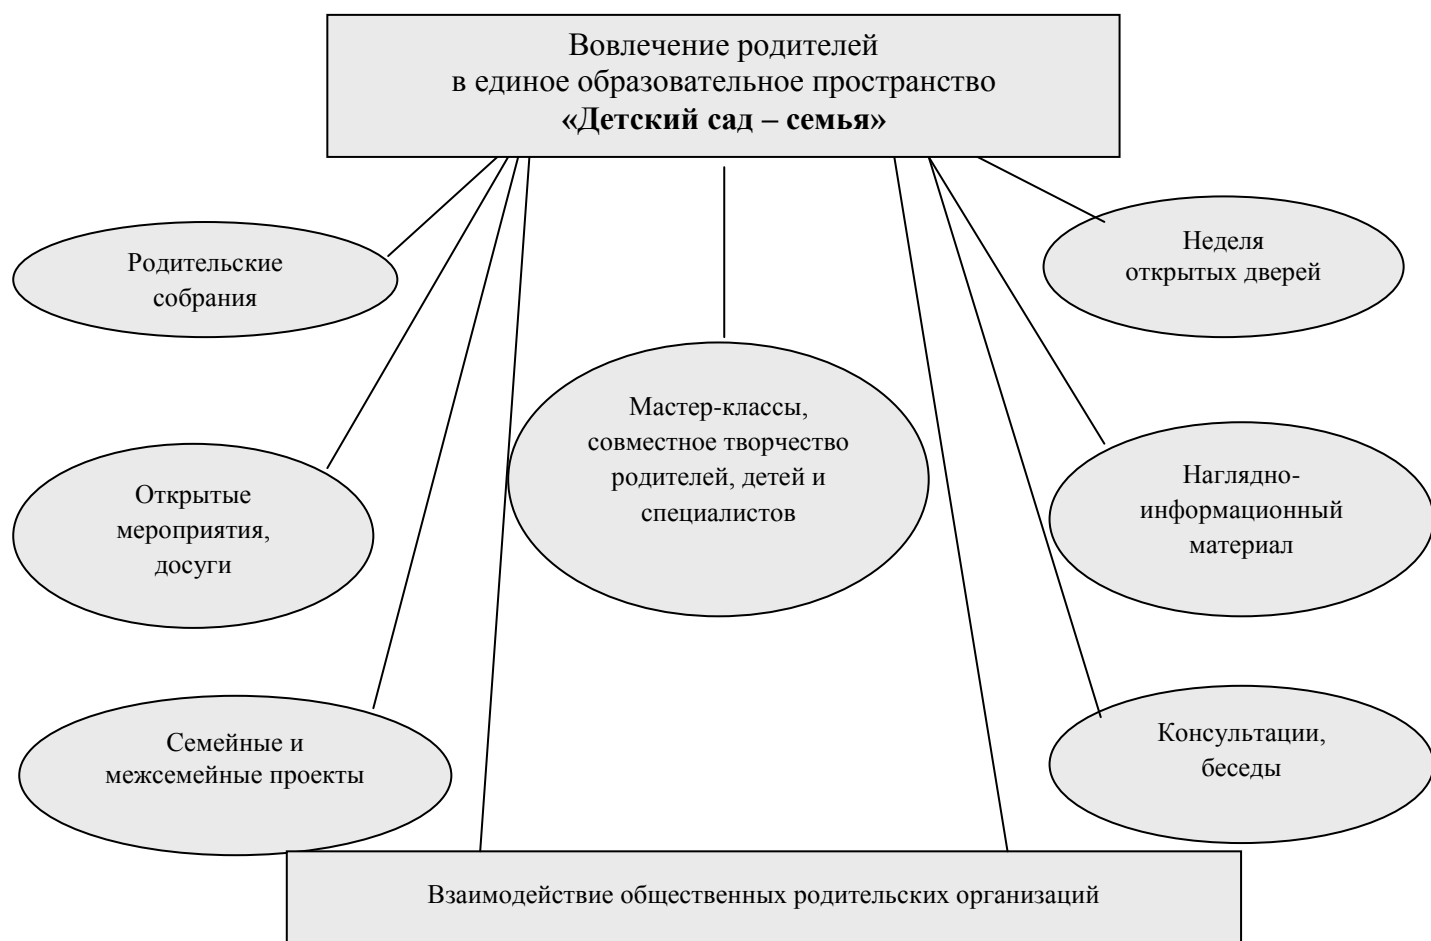 Вовлечение родителей
в единое образовательное пространство
«Детский сад – семья»
Родительские
собрания
Неделя
открытых дверей
Мастер-классы,
совместное творчество
родителей, детей и
специалистов
Открытые
мероприятия,
досуги
Наглядно-
информационный
материал
Семейные и
межсемейные проекты
Консультации,
беседы
Взаимодействие общественных родительских организаций